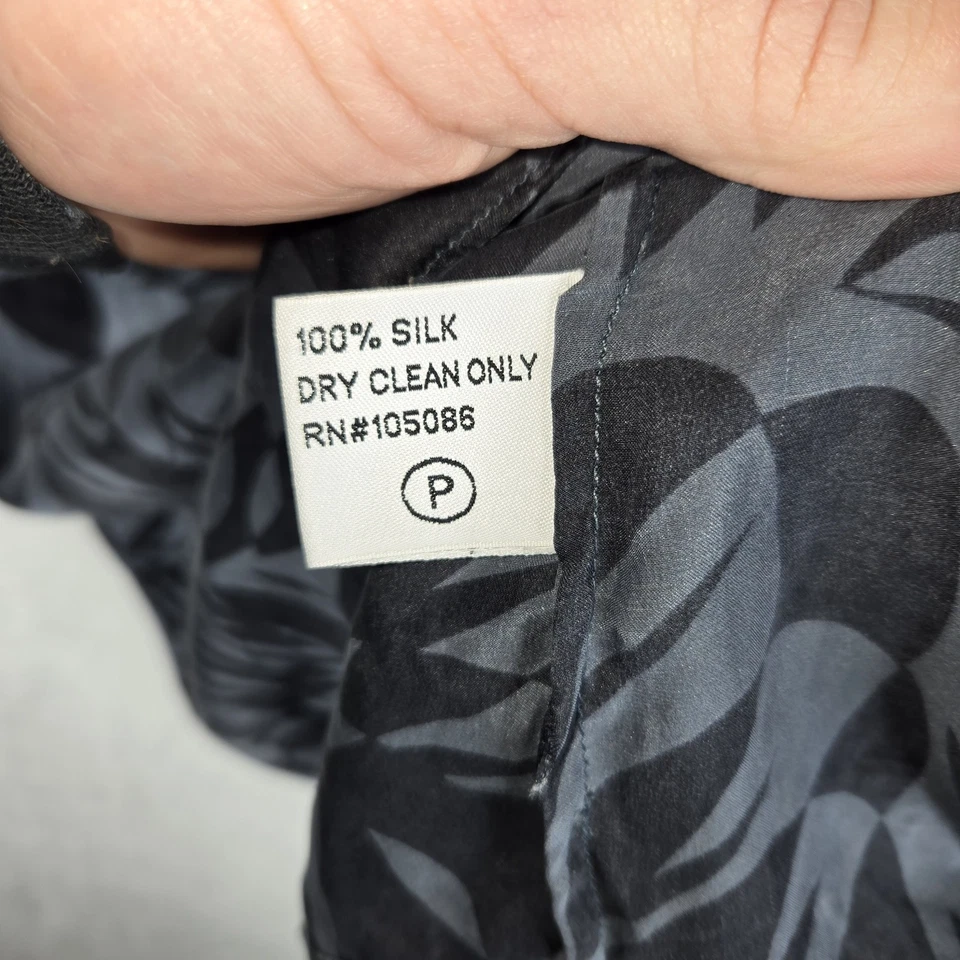 100% SILK
DRY CLEAN ONLY
RN#105086
P